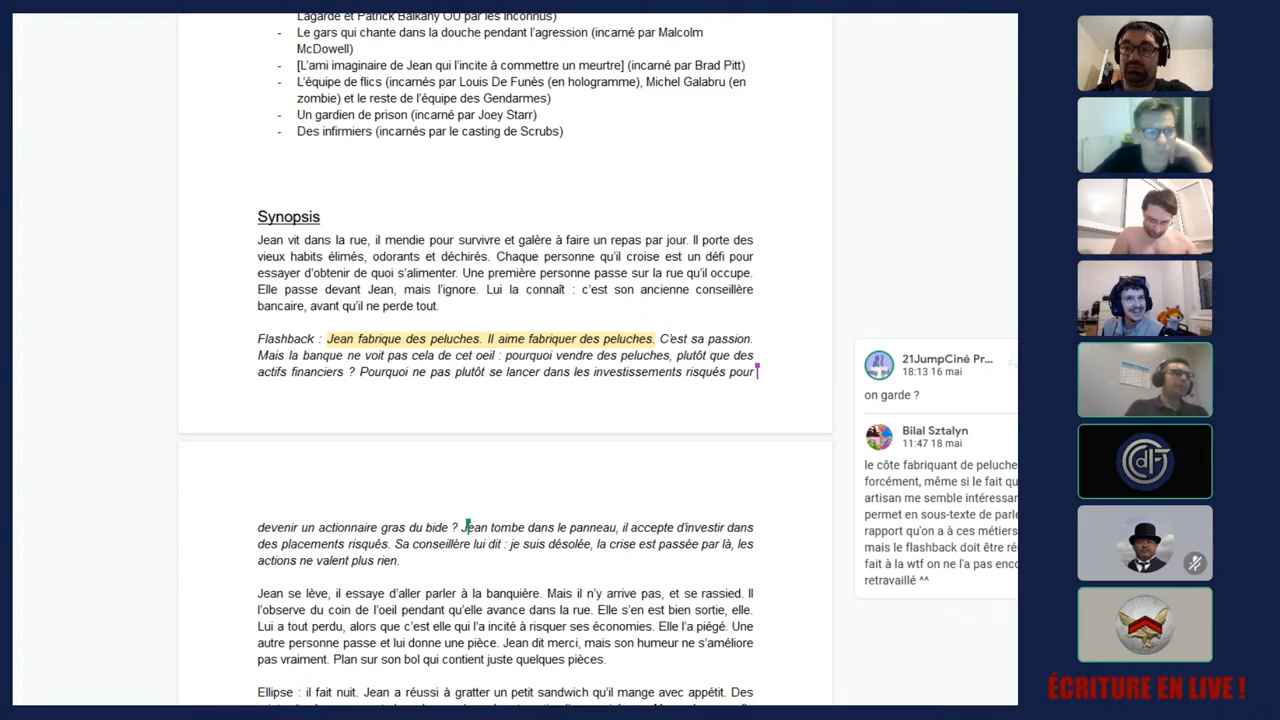 Lagarde et Patrick Balkany OU par les Inconnus)
- Le gars qui chante dans la douche pendant l'agression (incarné par Malcolm
McDowell)
- [L'ami imaginaire de Jean qui l'incite à commettre un meurtre] (incarné par Brad Pitt)
- L'équipe de flics (incarnés par Louis De Funès (en hologramme), Michel Galabru (en
zombie) et le reste de l'équipe des Gendarmes)
- Un gardien de prison (incarné par Joey Starr)
- Des infirmiers (incarnés par le casting de Scrubs)
Synopsis
Jean vit dans la rue, il mendie pour survivre et galère à faire un repas par jour. Il porte des
vieux habits élimés, odorants et déchirés. Chaque personne qu'il croise est un défi pour
essayer d'obtenir de quoi s'alimenter. Une première personne passe sur la rue qu'il occupe.
Elle passe devant Jean, mais l'ignore. Lui la connaît : c'est son ancienne conseillère
bancaire, avant qu'il ne perde tout.
Flashback : Jean fabrique des peluches. Il aime fabriquer des peluches. C'est sa passion.
Mais la banque ne voit pas cela de cet oeil : pourquoi vendre des peluches, plutôt que des
actifs financiers ? Pourquoi ne pas plutôt se lancer dans les investissements risqués pour
devenir un actionnaire gras du bide ? Jean tombe dans le panneau, il accepte d'investir dans
des placements risqués. Sa conseillère lui dit : je suis désolée, la crise est passée par là, les
actions ne valent plus rien.
Jean se lève, il essaye d'aller parler à la banquière. Mais il n'y arrive pas, et se rassied. Il
l'observe du coin de l'oeil pendant qu'elle avance dans la rue. Elle s'en est bien sortie, elle.
Lui a tout perdu, alors que c'est elle qui l'a incité à risquer ses économies. Elle l'a piégé. Une
autre personne passe et lui donne une pièce. Jean dit merci, mais son humeur ne s'améliore
pas vraiment. Plan sur son bol qui contient juste quelques pièces.
Ellipse : il fait nuit. Jean a réussi à gratter un petit sandwich qu'il mange avec appétit. Des
21JumpCiné Pr...
18:13 16 mai
on garde ?
Bilal Sztalyn
11:47 18 mai
le côte fabriquant de peluche
forcément, même si le fait qu
artisan me semble intéressan
permet en sous-texte de parle
rapport qu'on a à ces métiers
mais le flashback doit être ré
fait à la wtf on ne l'a pas enco
retravaillé ^^
ÉCRITURE EN LIVE !